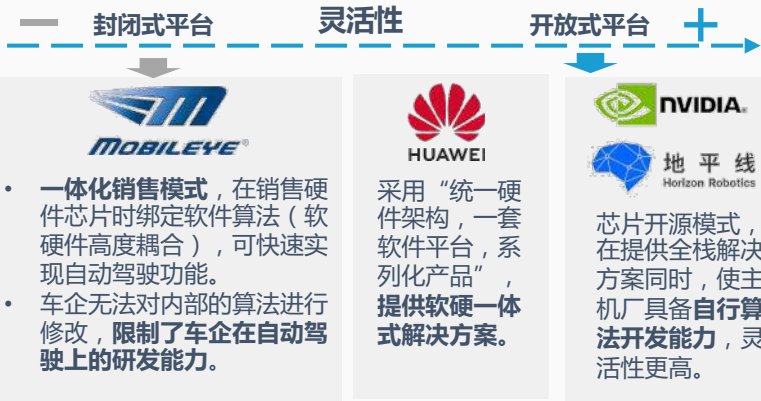 封闭式平台 灵活性 开放式平台
MOBILEYE®
• 一体化销售模式，在销售硬
件芯片时绑定软件算法（软
硬件高度耦合），可快速实
现自动驾驶功能。
• 车企无法对内部的算法进行
修改，限制了车企在自动驾
驶上的研发能力。
HUAWEI
采用“统一硬
件架构，一套
软件平台，系
列化产品”，
提供软硬一体
式解决方案。
NVIDIA.
地平线
Horizon Robotics
芯片开源模式，
在提供全栈解决
方案同时，使主
机厂具备自行算
法开发能力，灵
活性更高。